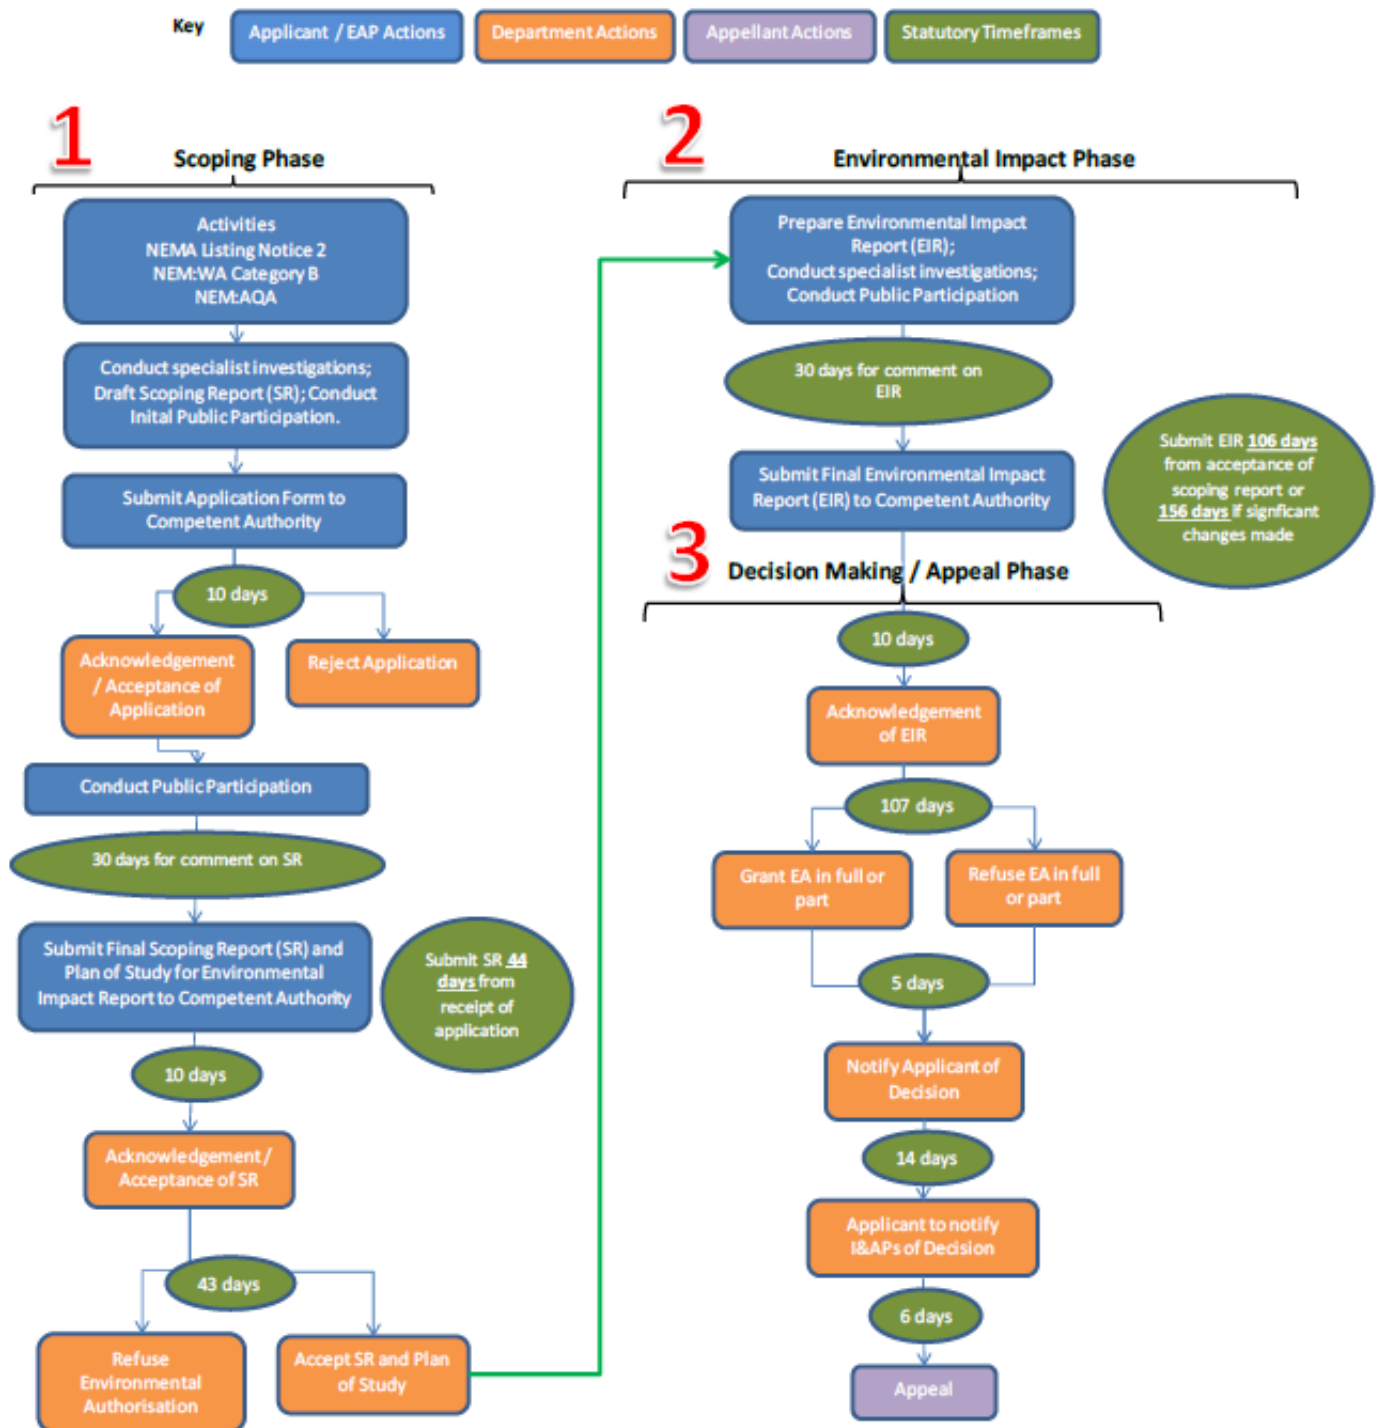 Key
Applicant / EAP Actions
Department Actions
Appellant Actions
Statutory Timeframes
1
Scoping Phase
Activities
NEMA Listing Notice 2
NEM:WA Category B
NEM:AQA
Conduct specialist investigations;
Draft Scoping Report (SR); Conduct
Inital Public Participation.
Submit Application Form to
Competent Authority
10 days
Acknowledgement
/ Acceptance of
Application
Reject Application
Conduct Public Participation
30 days for comment on SR
Submit Final Scoping Report (SR) and
Plan of Study for Environmental
Impact Report to Competent Authority
Submit SR 44
days from
receipt of
application
10 days
Acknowledgement /
Acceptance of SR
43 days
Refuse
Environmental
Authorisation
Accept SR and Plan
of Study
2
Environmental Impact Phase
Prepare Environmental Impact
Report (EIR);
Conduct specialist investigations;
Conduct Public Participation
30 days for comment on
EIR
Submit Final Environmental Impact
Report (EIR) to Competent Authority
Submit EIR 106 days
from acceptance of
scoping report or
156 days if signficant
changes made
3
Decision Making / Appeal Phase
10 days
Acknowledgement
of EIR
107 days
Grant EA in full or
part
Refuse EA in full
or part
5 days
Notify Applicant of
Decision
14 days
Applicant to notify
I&APs of Decision
6 days
Appeal